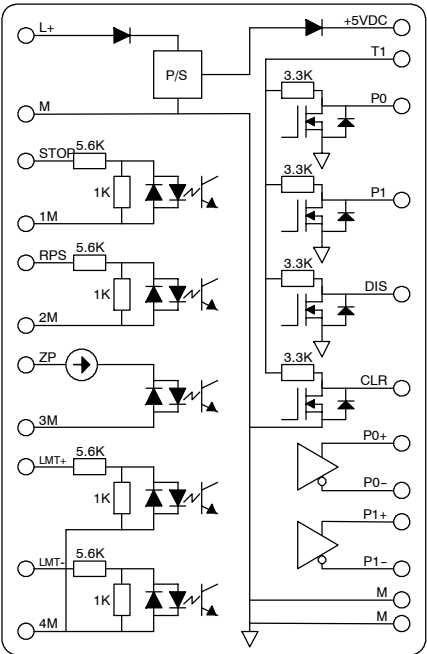 L+
+5VDC
T1
P/S
3.3K
P0
M
STOP
5.6K
1K
1M
3.3K
P1
RPS
5.6K
1K
2M
3.3K
DIS
ZP
3M
3.3K
CLR
LMT+
5.6K
1K
P0+
P0−
P1+
LMT-
5.6K
1K
P1−
M
4M
M